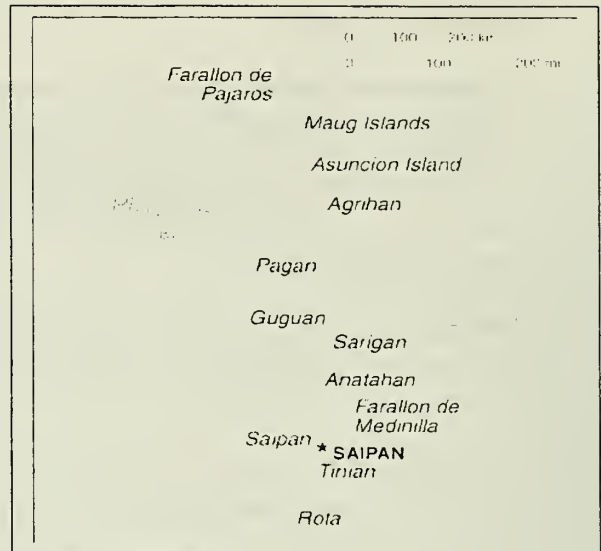 0 100 200 km
0 100 200 mi
Farallon de
Pajaros
Maug Islands
Asuncion Island
Agrihan
Pagan
Guguan
Sarigan
Anatahan
Farallon de
Medinilla
Saipan
SAIPAN
Tinian
Rota